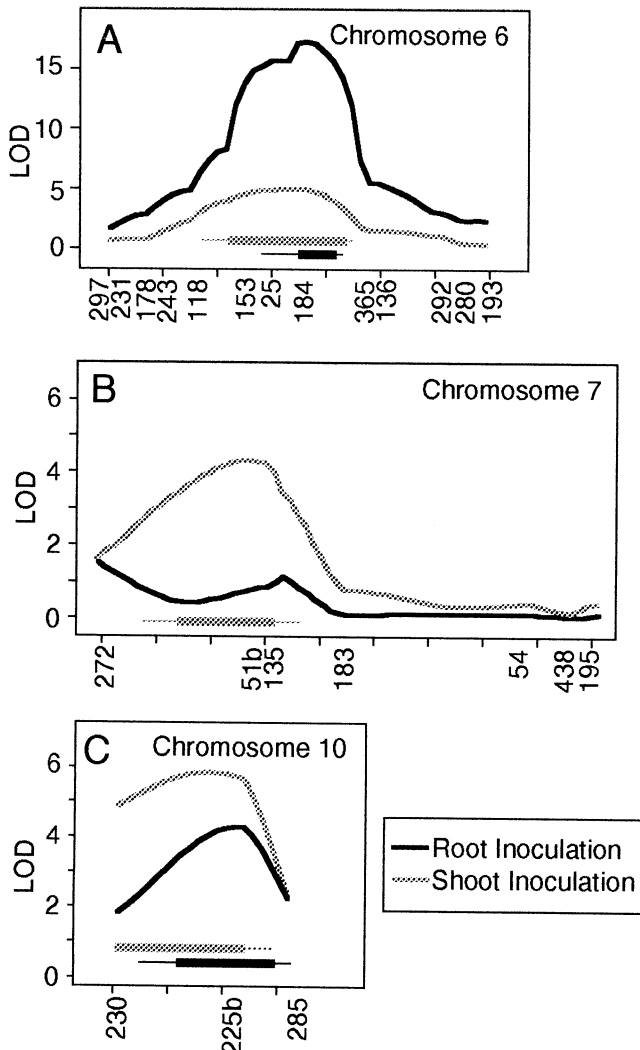 A
Chromosome 6
LOD
15
10
5
0
297 231 178 243 118 153 25 184 365 136 292 280 193
B
Chromosome 7
LOD
6
4
2
0
272 51b 135 183 54 438 195
C
Chromosome 10
LOD
6
4
2
0
230 225b 285
Root Inoculation
Shoot Inoculation